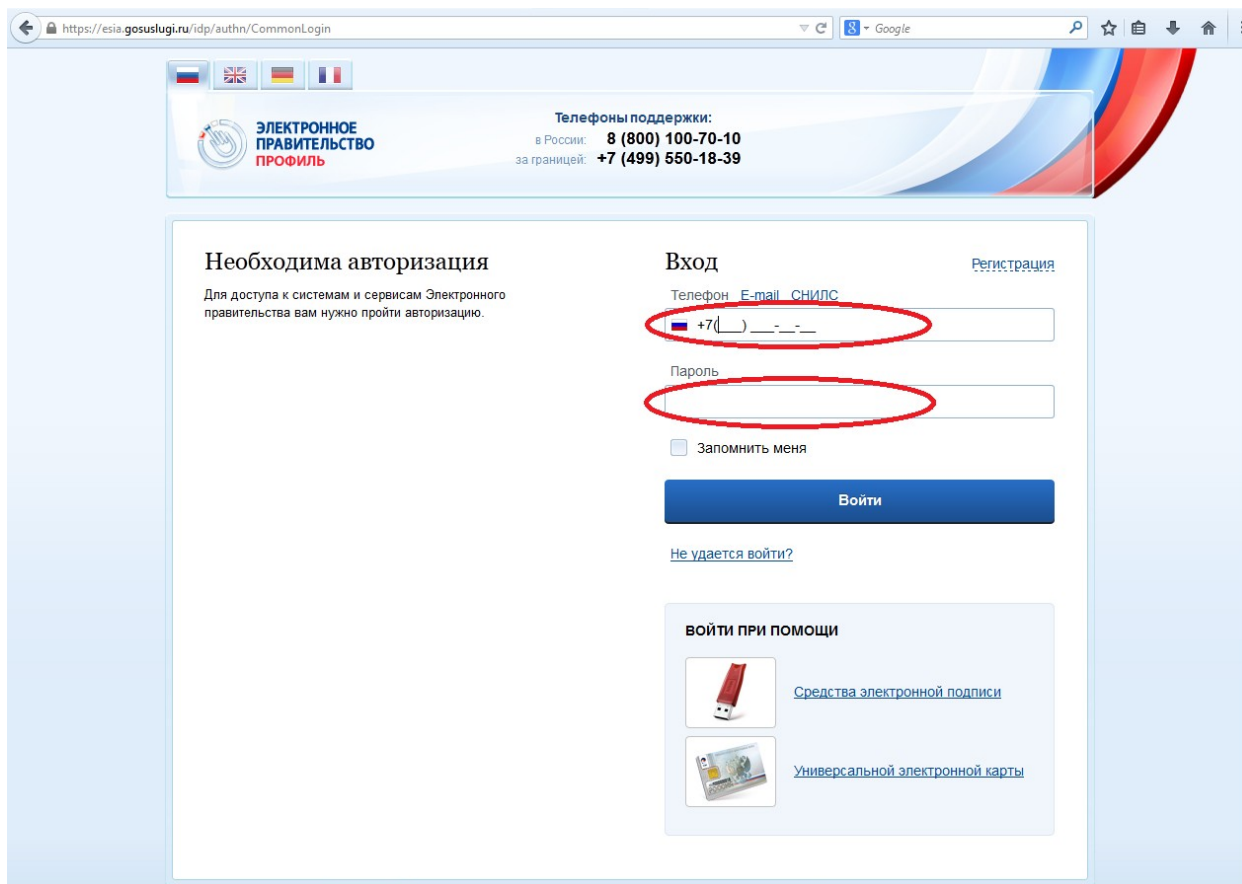 https://esia.gosuslugi.ru/idp/authn/CommonLogin
Google
ЭЛЕКТРОННОЕ
ПРАВИТЕЛЬСТВО
ПРОФИЛЬ
Телефоны поддержки:
в России: 8 (800) 100-70-10
за границей: +7 (499) 550-18-39
Необходима авторизация
Для доступа к системам и сервисам Электронного
правительства вам нужно пройти авторизацию.
Вход
Регистрация
Телефон E-mail СНИЛС
+7(___) ___-__-__
Пароль
Запомнить меня
Войти
Не удается войти?
ВОЙТИ ПРИ ПОМОЩИ
Средства электронной подписи
Универсальной электронной карты